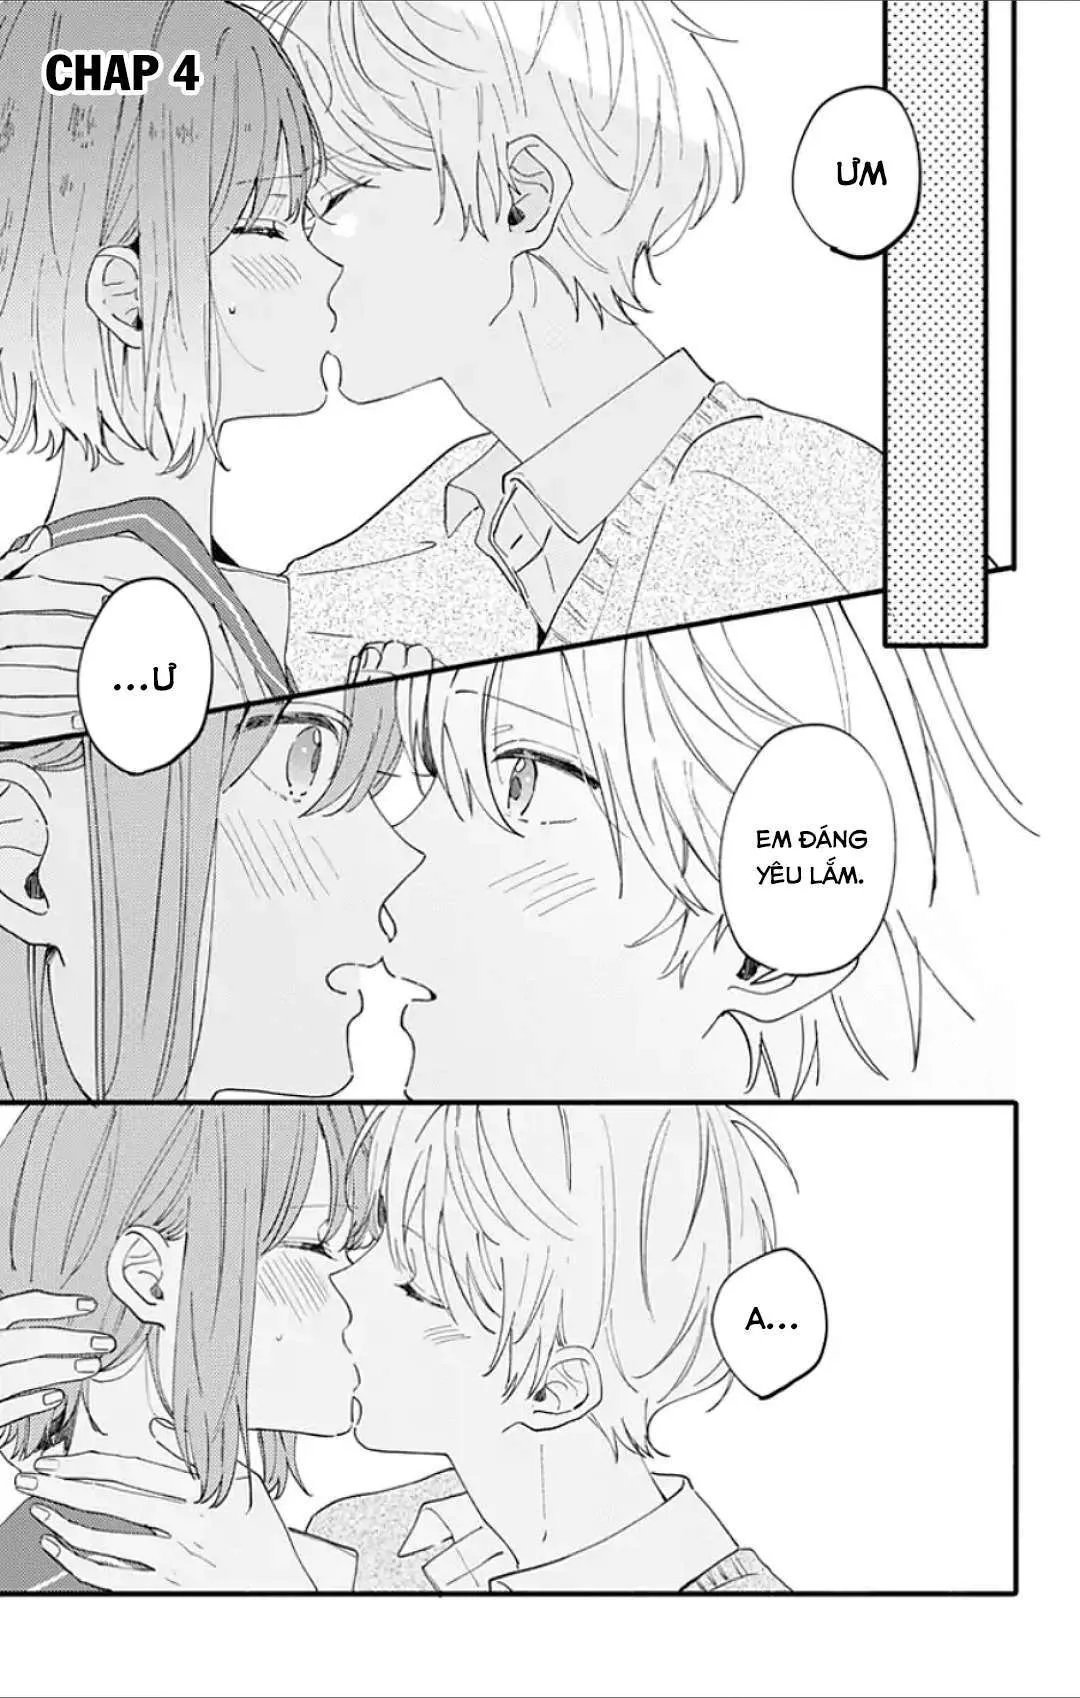 CHAP 4
ƯM
...Ư
EM ĐÁNG
YÊU LẮM.
A...